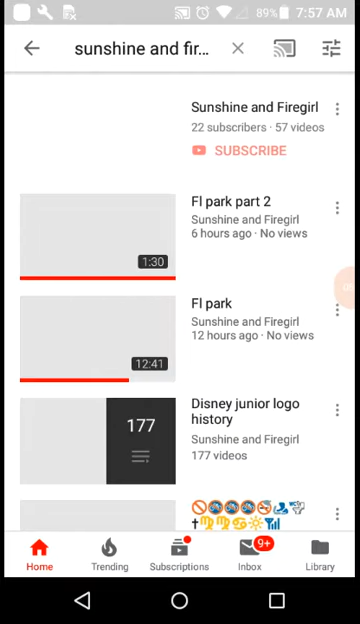 89% 7:57 AM
sunshine and fir...
Sunshine and Firegirl
22 subscribers · 57 videos
SUBSCRIBE
Fl park part 2
Sunshine and Firegirl
6 hours ago · No views
1:30
Fl park
Sunshine and Firegirl
12 hours ago · No views
12:41
Disney junior logo
history
177
Sunshine and Firegirl
177 videos
Home
Trending
Subscriptions
9+
Inbox
Library